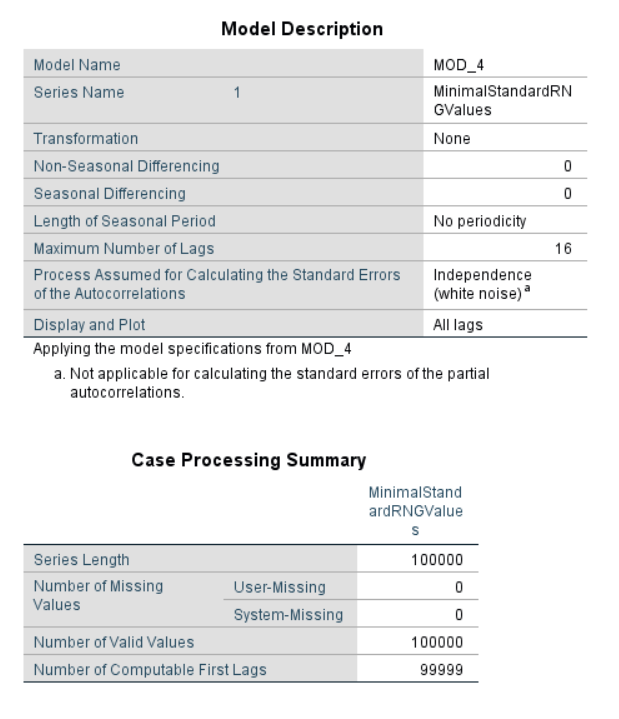 Model Description
Model Name MOD_4
Series Name 1 MinimalStandardRN
GValues
Transformation None
Non-Seasonal Differencing 0
Seasonal Differencing 0
Length of Seasonal Period No periodicity
Maximum Number of Lags 16
Process Assumed for Calculating the Standard Errors Independence
of the Autocorrelations (white noise) a
Display and Plot All lags
Applying the model specifications from MOD_4
a. Not applicable for calculating the standard errors of the partial
autocorrelations.
Case Processing Summary
MinimalStand
ardRNGValue
s
Series Length 100000
Number of Missing User-Missing 0
Values System-Missing 0
Number of Valid Values 100000
Number of Computable First Lags 99999